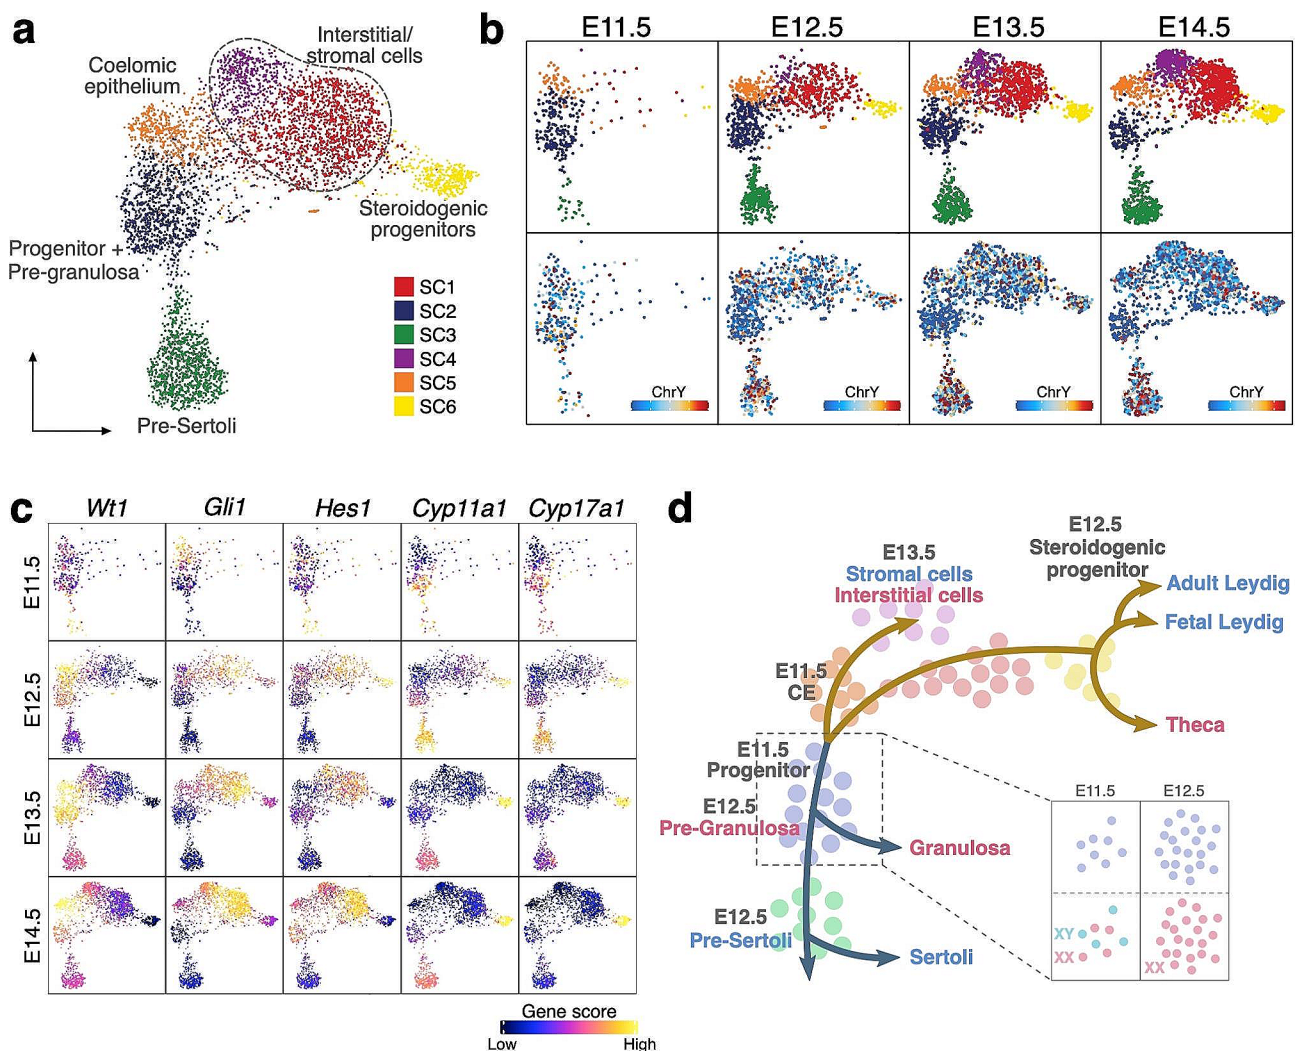 a
Interstitial/
stromal cells
Coelomic
epithelium
Steroidogenic
progenitors
Progenitor +
Pre-granulosa
SC1
SC2
SC3
SC4
SC5
SC6
Pre-Sertoli
b
E11.5
E12.5
E13.5
E14.5
ChrY
ChrY
ChrY
ChrY
c
Wt1
Gli1
Hes1
Cyp11a1
Cyp17a1
E11.5
E12.5
E13.5
E14.5
Gene score
Low
High
d
E12.5
Steroidogenic
progenitor
E13.5
Stromal cells
Interstitial cells
Adult Leydig
Fetal Leydig
E11.5
CE
Theca
E11.5
Progenitor
E12.5
Pre-Granulosa
Granulosa
E12.5
Pre-Sertoli
Sertoli
E11.5
E12.5
XY
XX
XX